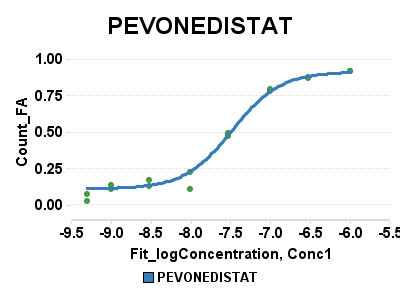 PEVONEDISTAT
1.00
0.75
0.50
0.25
0.00
Count_FA
-9.5 -9.0 -8.5 -8.0 -7.5 -7.0 -6.5 -6.0 -5.5
Fit_logConcentration, Conc1
PEVONEDISTAT